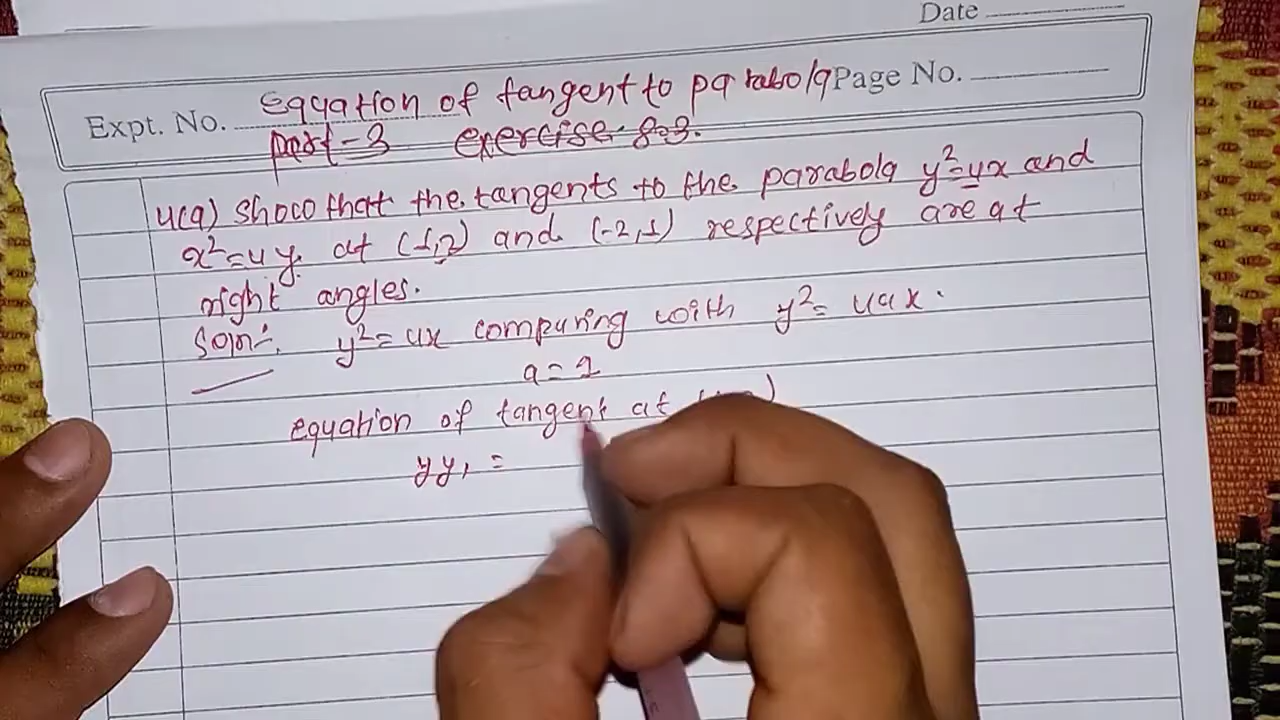 Date
Expt. No. equation of tangent to parabola Page No.
part-3 exercise 8.3.
4(a) show that the tangents to the parabola y²=4x and
x²=4y at (1,2) and (-2,1) respectively are at
right angles.
Soln:- y²=4x comparing with y²=4ax.
a=1
equation of tangent at
yy₁ =